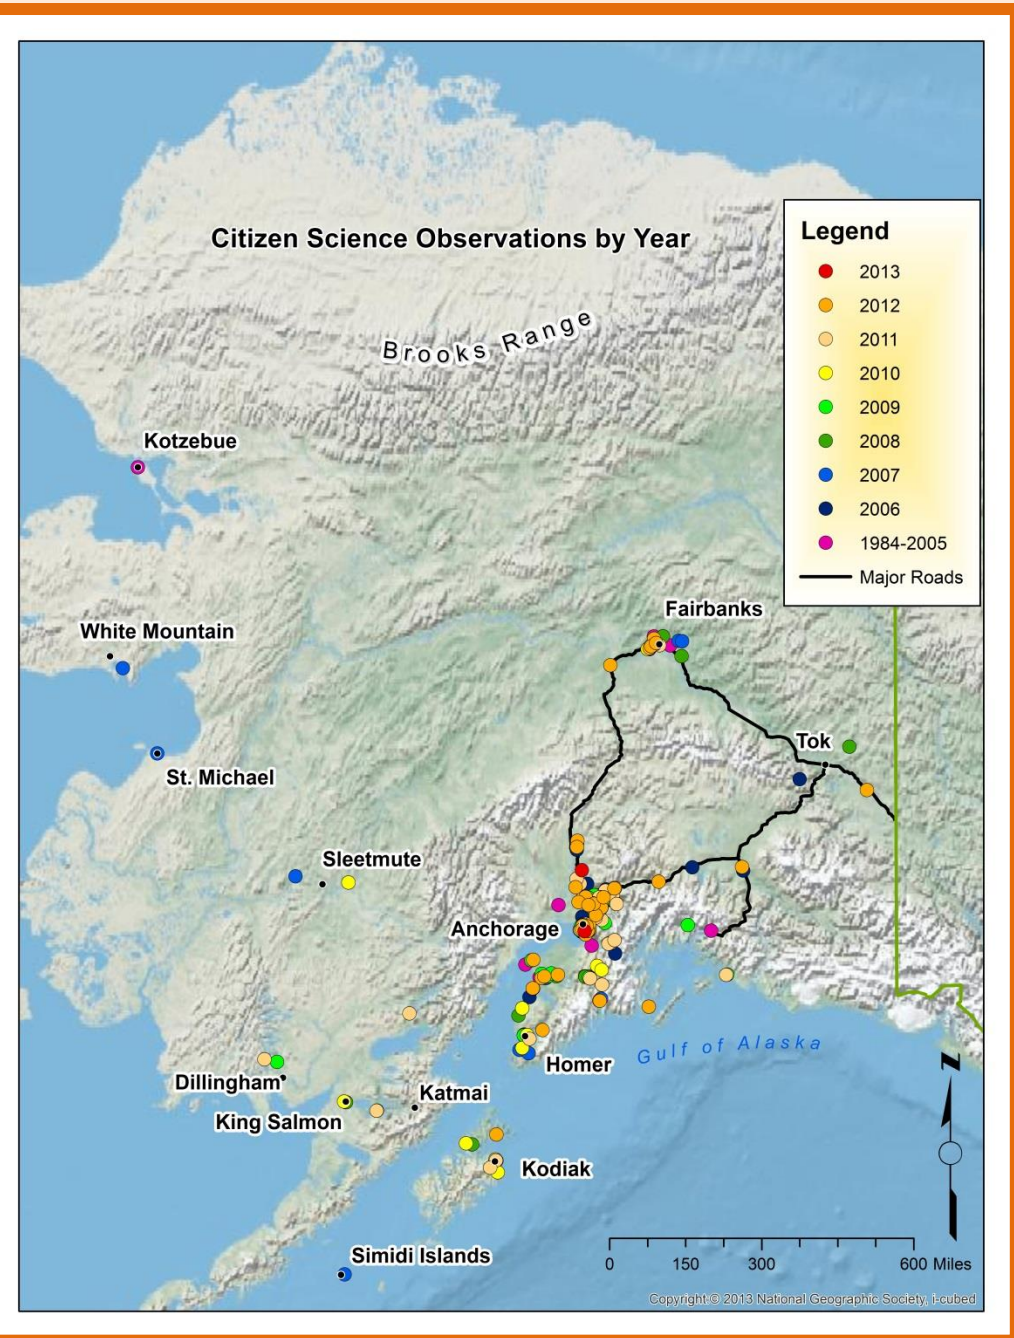 Citizen Science Observations by Year
Legend
2013
2012
2011
2010
2009
2008
2007
2006
1984-2005
Major Roads
Brooks Range
Kotzebue
Fairbanks
White Mountain
Tok
St. Michael
Sleetmute
Anchorage
Gulf of Alaska
Homer
Dillingham
Katmai
King Salmon
Kodiak
N
Simidi Islands
0 150 300 600 Miles
Copyright:© 2013 National Geographic Society, i-cubed